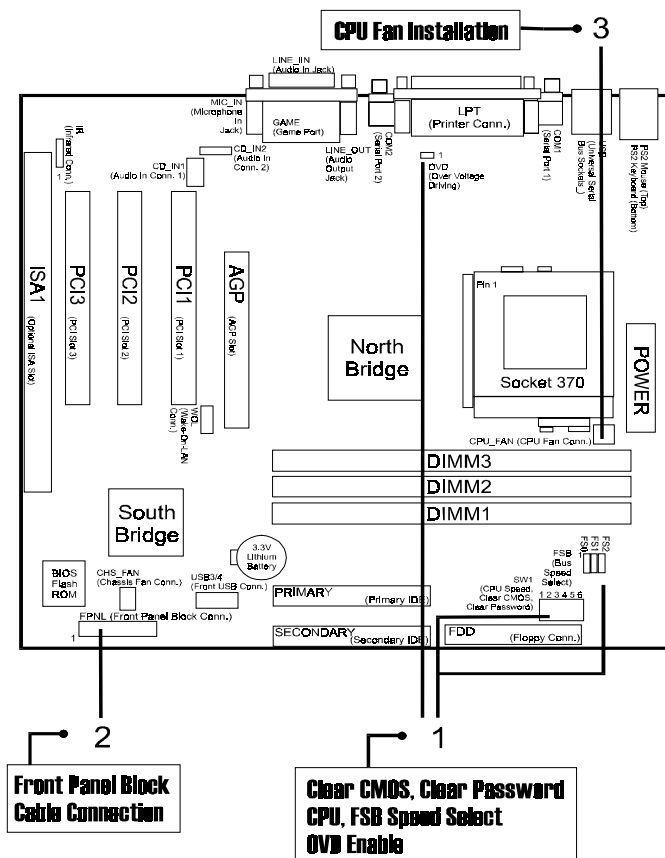 CPU Fan Installation
3
LINE_IIN
(Audio In Jack)
MIC_IN
(Microphone
In
Jack)
GAME
(Game Port)
LINE_OUT
(Audio
Output
Jack)
COM2
(Serial Port 2)
LPT
(Printer Conn.)
COM1
(Serial Port 1)
USB
(Universal Serial
Bus Sockets_)
PS2 Mouse (Top)
PS2 Keyboard (Bottom)
IR
(Infrared Conn.)
1
CD_IN1
(Audio In Conn. 1)
CD_IN2
(Audio In
Conn. 2)
1
OVD
(Over Voltage
Driving)
ISA1
(Optional ISA Slot)
PCI3
(PCI Slot 3)
PCI2
(PCI Slot 2)
PCI1
(PCI Slot 1)
AGP
(AGP Slot)
WOL
(Wake-On-LAN
Conn.)
North
Bridge
Pin 1
Socket 370
POWER
CPU_FAN (CPU Fan Conn.)
DIMM3
DIMM2
DIMM1
South
Bridge
3.3V
Lithium
Battery
BIOS
Flash
ROM
CHS_FAN
(Chassis Fan Conn.)
USB3/4
(Front USB Conn.)
FPNL (Front Panel Block Conn.)
1
PRIMARY
(Primary IDE)
SECONDARY
(Secondary IDE)
FS0
FS1
FS2
FSB
(Bus
Speed
Select)
1
SW1
(CPU Speed,
Clear CMOS,
Clear Password)
1 2 3 4 5 6
FDD
(Floppy Conn.)
2
1
Front Panel Block
Cable Connection
Clear CMOS, Clear Password
CPU, FSB Speed Select
OVD Enable